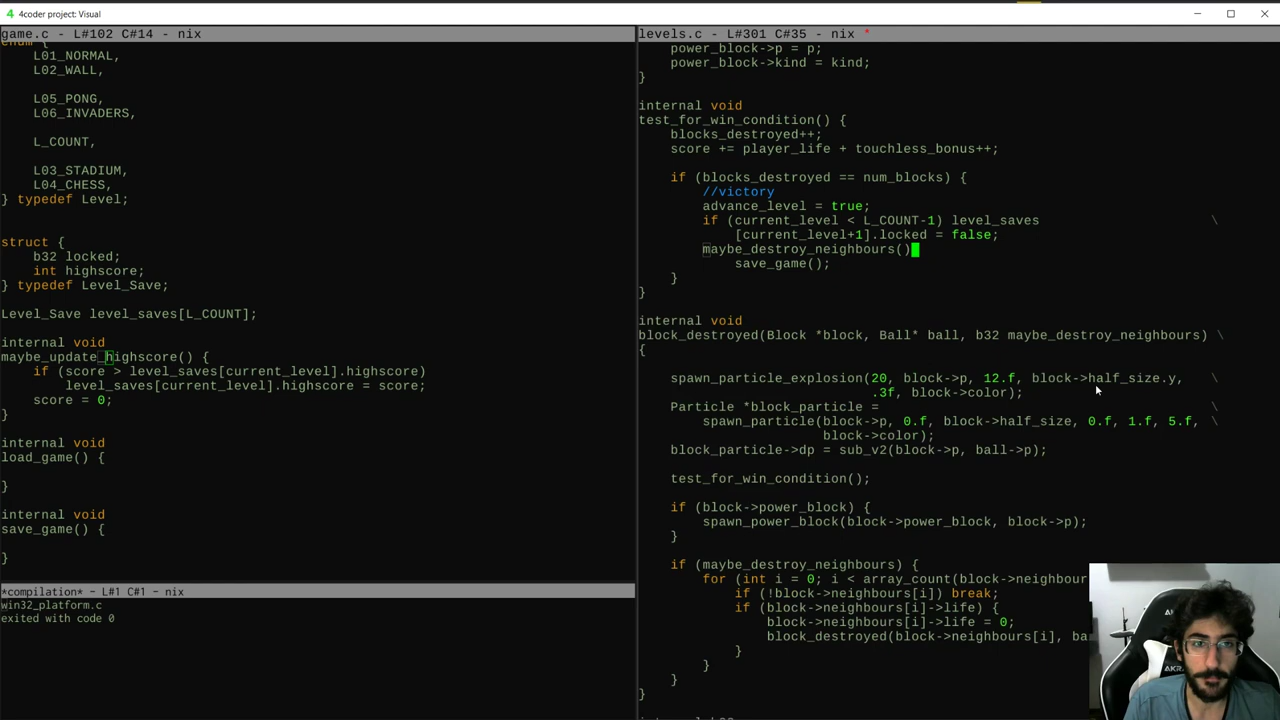 4 4coder project: Visual
game.c - L#102 C#14 - nix
enum {
L01_NORMAL,
L02_WALL,
L05_PONG,
L06_INVADERS,
L_COUNT,
L03_STADIUM,
L04_CHESS,
} typedef Level;
struct {
b32 locked;
int highscore;
} typedef Level_Save;
Level_Save level_saves[L_COUNT];
internal void
maybe_update_highscore() {
if (score > level_saves[current_level].highscore)
level_saves[current_level].highscore = score;
score = 0;
}
internal void
load_game() {
}
internal void
save_game() {
}
*compilation* - L#1 C#1 - nix
win32_platform.c
exited with code 0
levels.c - L#301 C#35 - nix *
power_block->p = p;
power_block->kind = kind;
}
internal void
test_for_win_condition() {
blocks_destroyed++;
score += player_life + touchless_bonus++;
if (blocks_destroyed == num_blocks) {
//victory
advance_level = true;
if (current_level < L_COUNT-1) level_saves \
[current_level+1].locked = false;
maybe_destroy_neighbours()
save_game();
}
}
internal void
block_destroyed(Block *block, Ball* ball, b32 maybe_destroy_neighbours) \
{
spawn_particle_explosion(20, block->p, 12.f, block->half_size.y, \
.3f, block->color);
Particle *block_particle = \
spawn_particle(block->p, 0.f, block->half_size, 0.f, 1.f, 5.f, \
block->color);
block_particle->dp = sub_v2(block->p, ball->p);
test_for_win_condition();
if (block->power_block) {
spawn_power_block(block->power_block, block->p);
}
if (maybe_destroy_neighbours) {
for (int i = 0; i < array_count(block->neighbour
if (!block->neighbours[i]) break;
if (block->neighbours[i]->life) {
block->neighbours[i]->life = 0;
block_destroyed(block->neighbours[i], ba
}
}
}
}